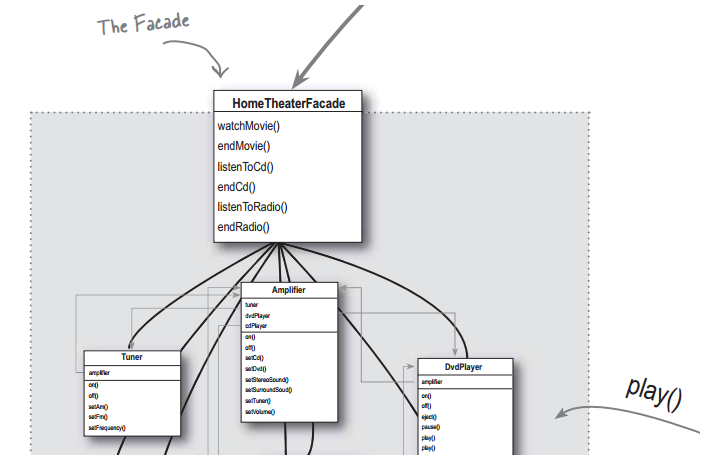 The Facade
HomeTheaterFacade
watchMovie()
endMovie()
listenToCd()
endCd()
listenToRadio()
endRadio()
Amplifier
tuner
dvdPlayer
cdPlayer
on()
off()
setCd()
setDvd()
setStereoSound()
setSurroundSoud()
setTuner()
setVolume()
Tuner
amplifier
on()
off()
setAm()
setFm()
setFrequency()
DvdPlayer
amplifier
on()
off()
eject()
pause()
play()
play()
play()